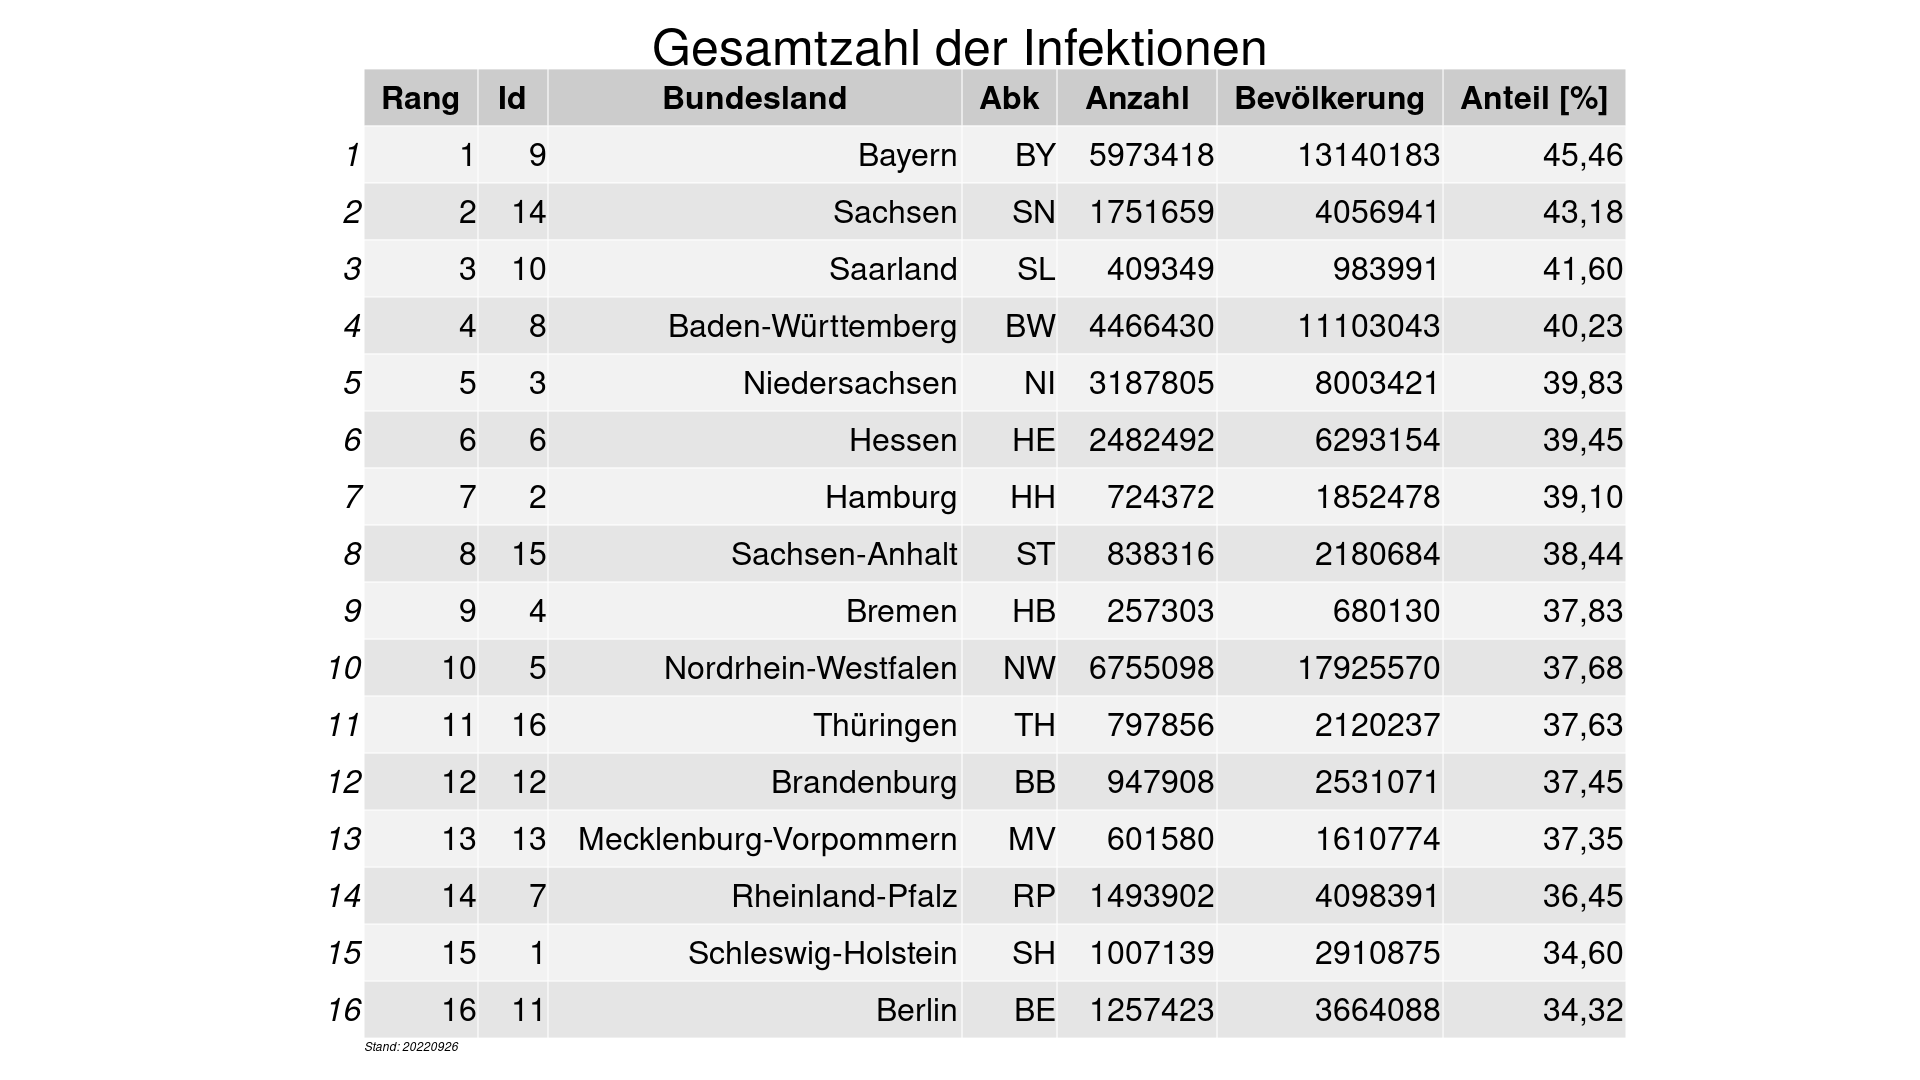 Gesamtzahl der Infektionen
Rang Id Bundesland Abk Anzahl Bevölkerung Anteil [%]
1 1 9 Bayern BY 5973418 13140183 45,46
2 2 14 Sachsen SN 1751659 4056941 43,18
3 3 10 Saarland SL 409349 983991 41,60
4 4 8 Baden-Württemberg BW 4466430 11103043 40,23
5 5 3 Niedersachsen NI 3187805 8003421 39,83
6 6 6 Hessen HE 2482492 6293154 39,45
7 7 2 Hamburg HH 724372 1852478 39,10
8 8 15 Sachsen-Anhalt ST 838316 2180684 38,44
9 9 4 Bremen HB 257303 680130 37,83
10 10 5 Nordrhein-Westfalen NW 6755098 17925570 37,68
11 11 16 Thüringen TH 797856 2120237 37,63
12 12 12 Brandenburg BB 947908 2531071 37,45
13 13 13 Mecklenburg-Vorpommern MV 601580 1610774 37,35
14 14 7 Rheinland-Pfalz RP 1493902 4098391 36,45
15 15 1 Schleswig-Holstein SH 1007139 2910875 34,60
16 16 11 Berlin BE 1257423 3664088 34,32
Stand: 20220926